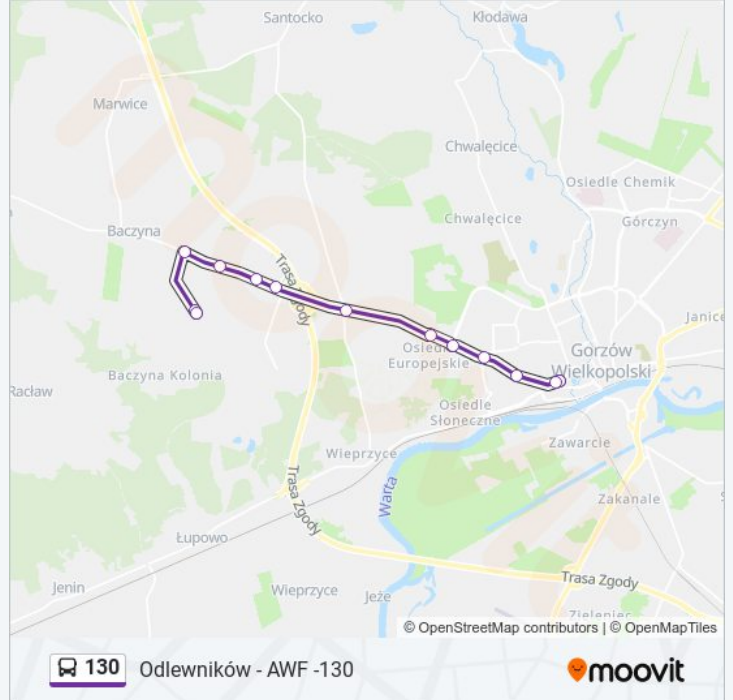 Santocko
Kłodawa
Marwice
Chwalęcice
Osiedle Chemik
Chwalęcice
Górczyn
Baczyna
Trasa Zgody
Janice
Gorzów
Wielkopolski
Osiedle
Europejskie
Baczyna Kolonia
Racław
Osiedle
Słoneczne
Zawarcie
Wieprzyce
Warta
Trasa Zgody
Zakanale
Łupowo
Trasa Zgody
Jenin
Wieprzyce
Jeże
Zieleniec
© OpenStreetMap contributors | © OpenMapTiles
130 Odlewników - AWF -130 moovit